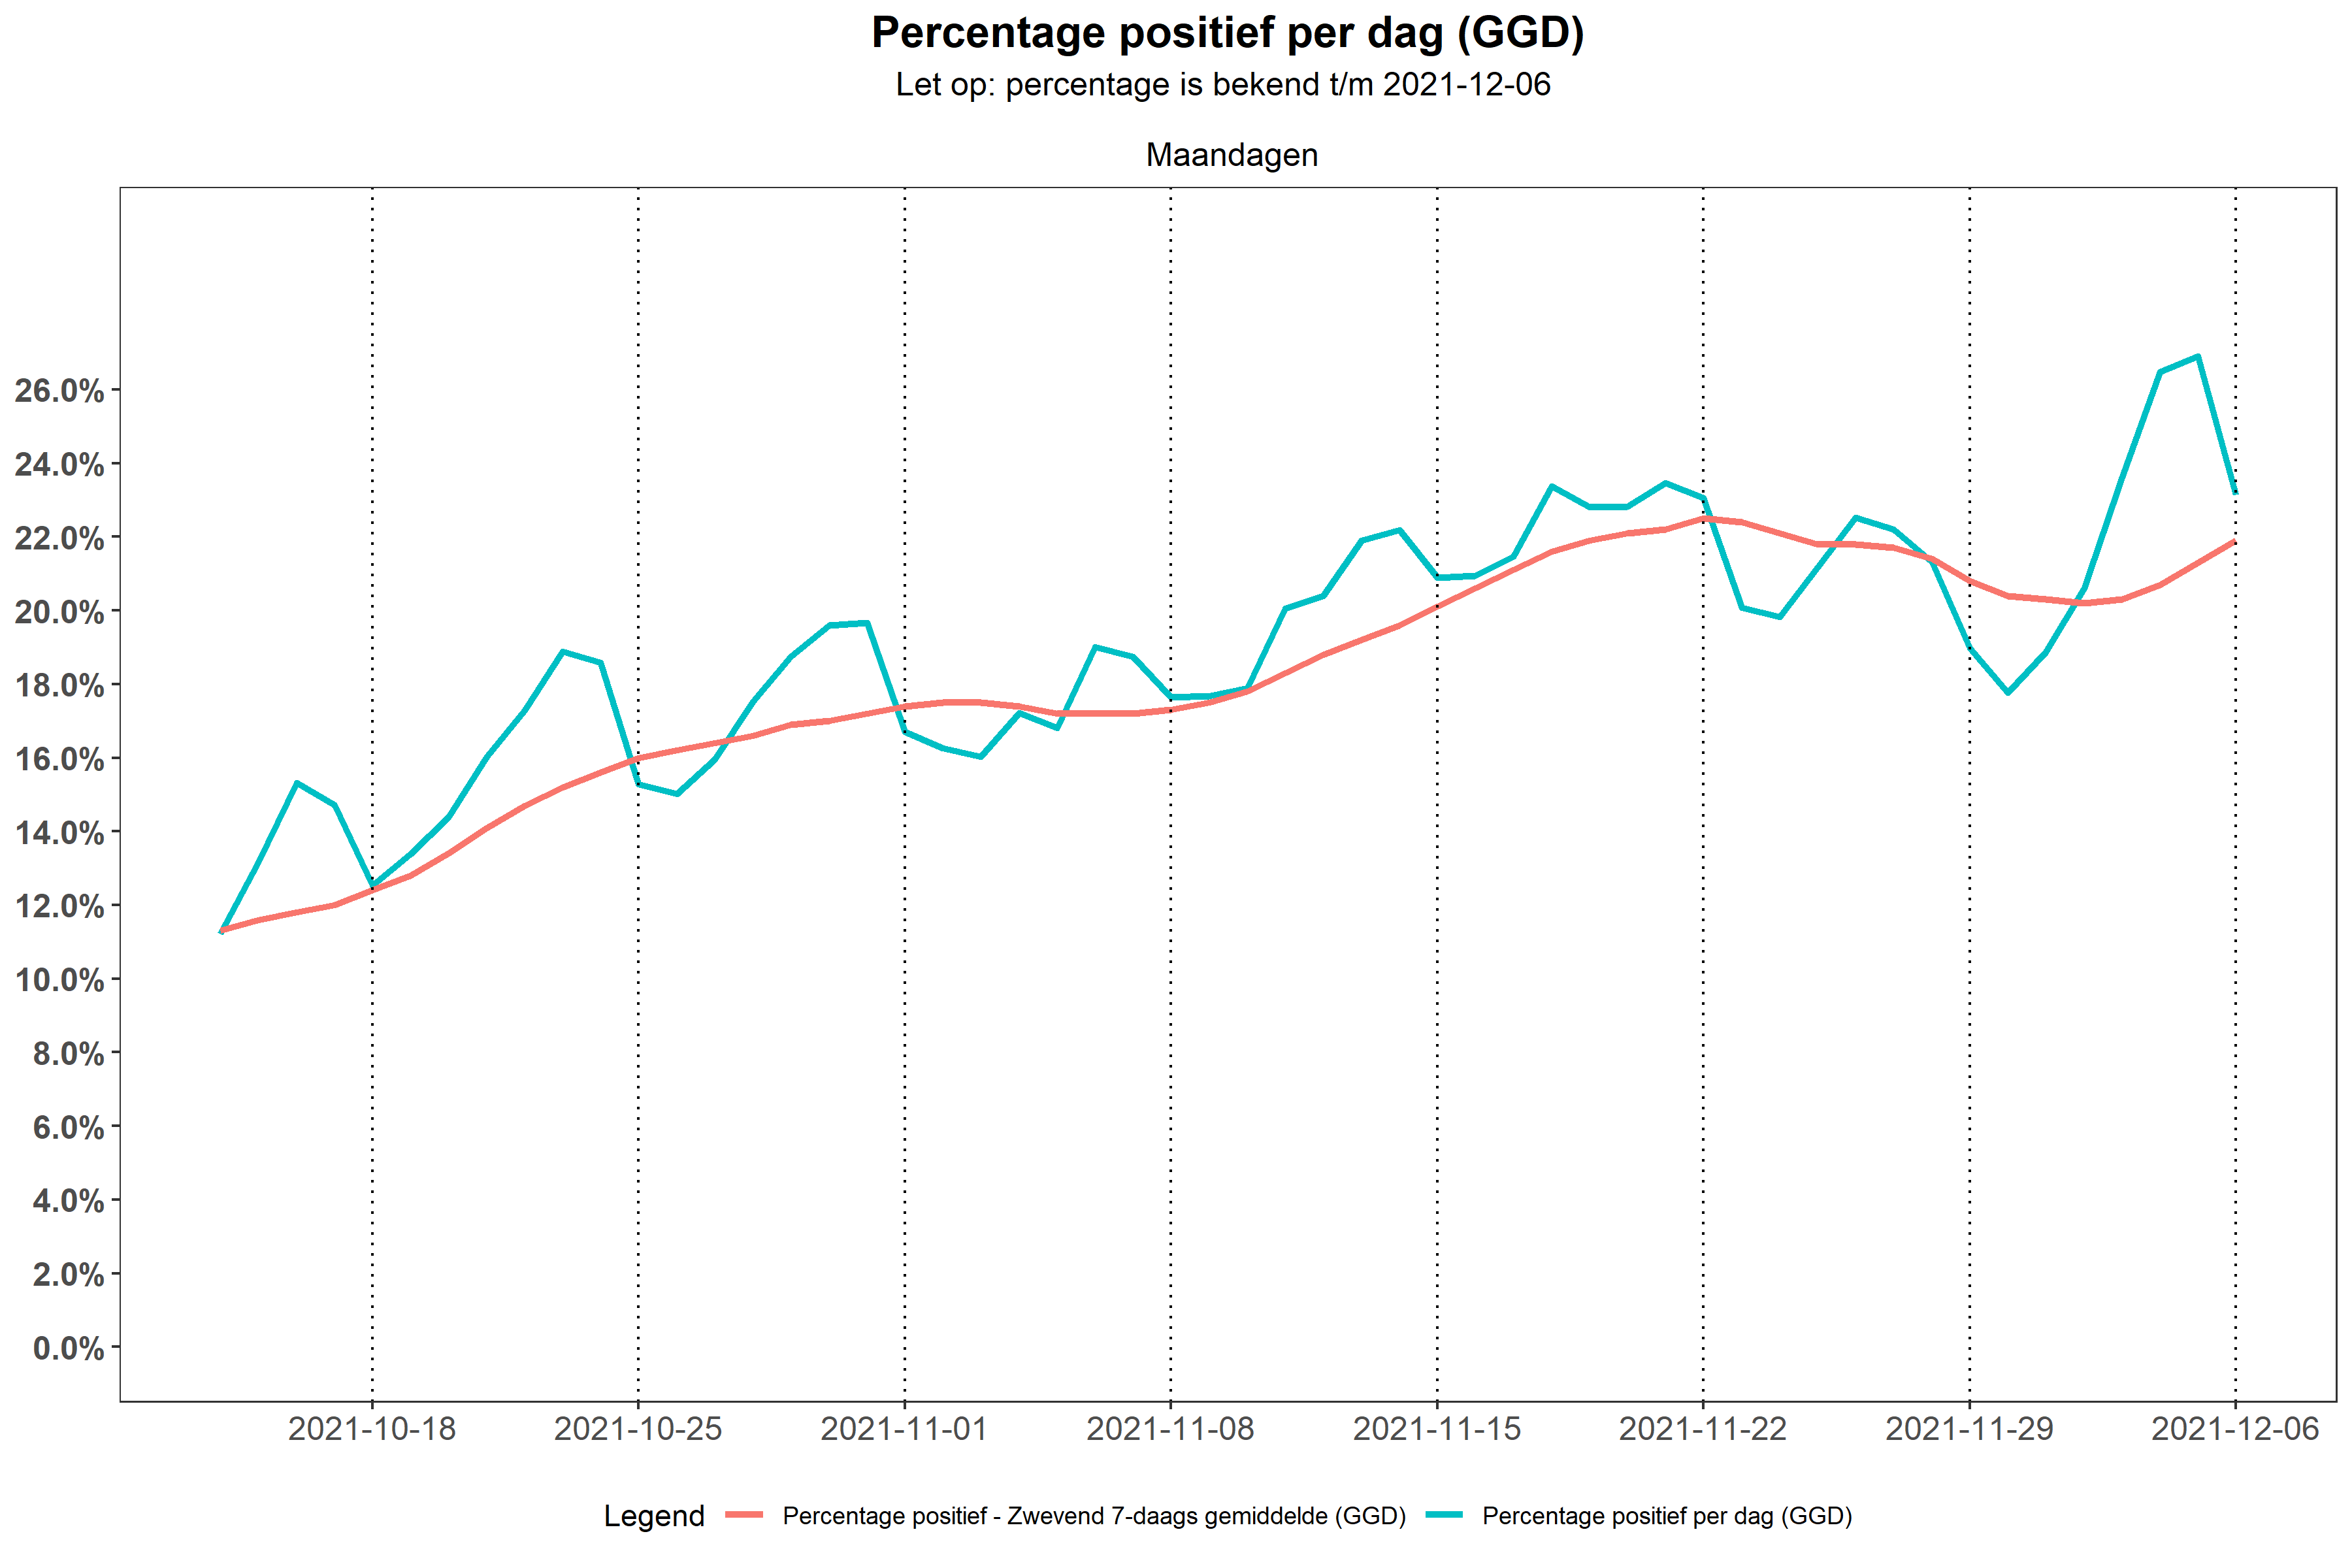 Percentage positief per dag (GGD)
Let op: percentage is bekend t/m 2021-12-06
Maandagen
26.0%
24.0%
22.0%
20.0%
18.0%
16.0%
14.0%
12.0%
10.0%
8.0%
6.0%
4.0%
2.0%
0.0%
2021-10-18 2021-10-25 2021-11-01 2021-11-08 2021-11-15 2021-11-22 2021-11-29 2021-12-06
Legend Percentage positief - Zwevend 7-daags gemiddelde (GGD) Percentage positief per dag (GGD)